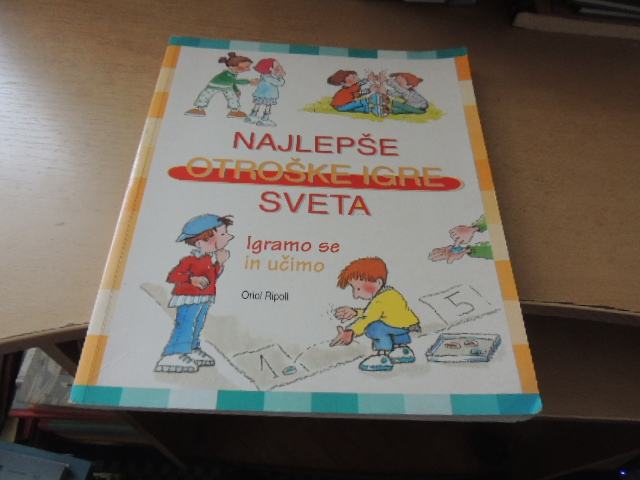 NAJLEPŠE
OTROŠKE IGRE
SVETA
Igramo se
in učimo
Oriol Ripoll
1
5